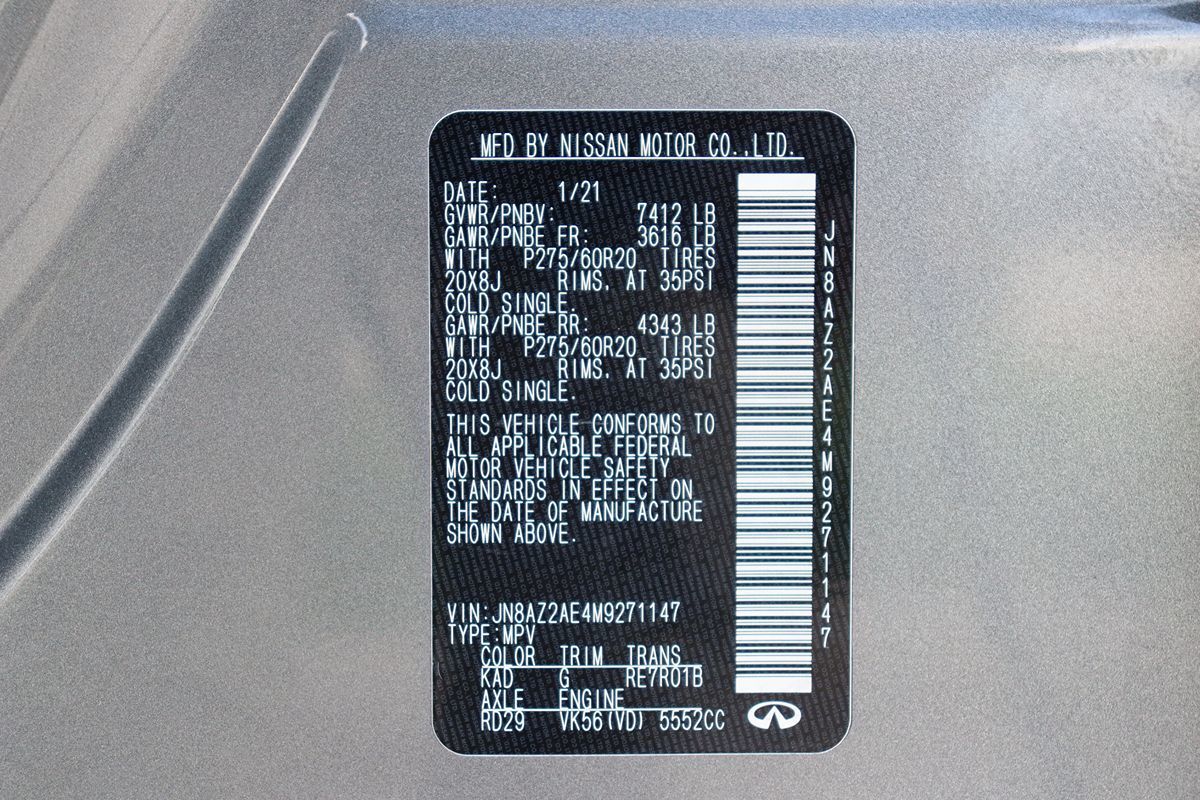 MFD BY NISSAN MOTOR CO.,LTD.
DATE: 1/21
GVWR/PNBV: 7412 LB
GAWR/PNBE FR: 3616 LB
WITH P275/60R20 TIRES
20X8J RIMS, AT 35PSI
COLD SINGLE.
GAWR/PNBE RR: 4343 LB
WITH P275/60R20 TIRES
20X8J RIMS, AT 35PSI
COLD SINGLE.
THIS VEHICLE CONFORMS TO
ALL APPLICABLE FEDERAL
MOTOR VEHICLE SAFETY
STANDARDS IN EFFECT ON
THE DATE OF MANUFACTURE
SHOWN ABOVE.
VIN:JN8AZ2AE4M9271147
TYPE:MPV
COLOR TRIM TRANS
KAD G RE7R01B
AXLE ENGINE
RD29 VK56(VD) 5552CC
JN8AZ2AE4M9271147